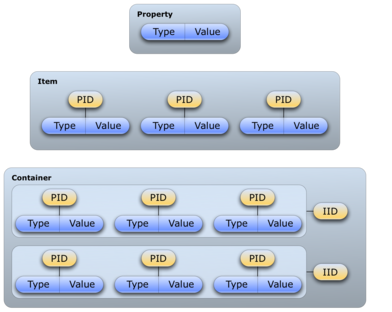 Property
Type Value
Item
PID PID PID
Type Value Type Value Type Value
Container
PID PID PID
Type Value Type Value Type Value
IID
PID PID PID
Type Value Type Value Type Value
IID